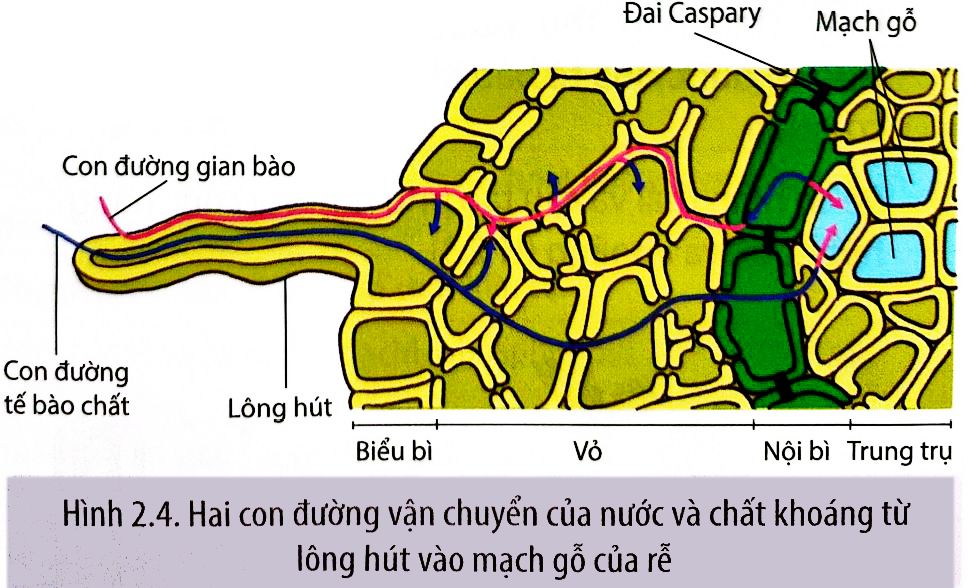 Đai Caspary
Mạch gỗ
Con đường gian bào
Con đường
tế bào chất
Lông hút
Biểu bì
Vỏ
Nội bì
Trung trụ
Hình 2.4. Hai con đường vận chuyển của nước và chất khoáng từ
lông hút vào mạch gỗ của rễ